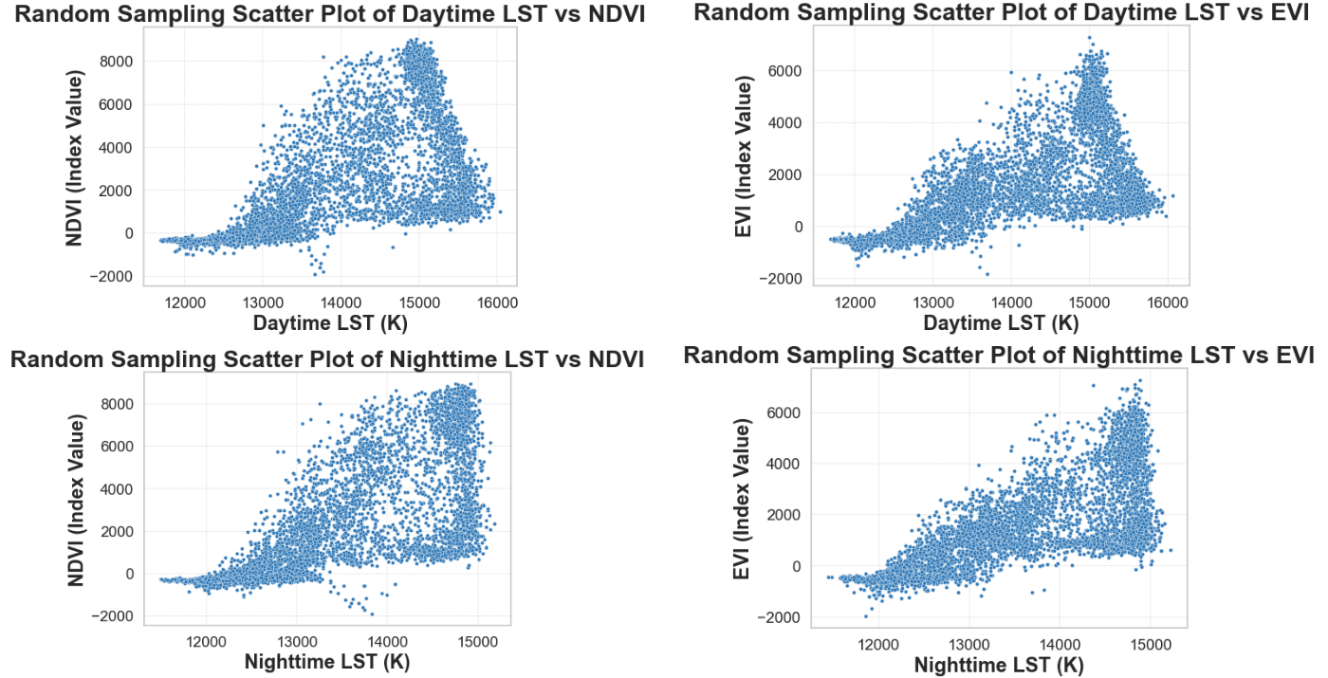 Random Sampling Scatter Plot of Daytime LST vs NDVI
NDVI (Index Value)
8000
6000
4000
2000
0
−2000
12000 13000 14000 15000 16000
Daytime LST (K)
Random Sampling Scatter Plot of Daytime LST vs EVI
EVI (Index Value)
6000
4000
2000
0
−2000
12000 13000 14000 15000 16000
Daytime LST (K)
Random Sampling Scatter Plot of Nighttime LST vs NDVI
NDVI (Index Value)
8000
6000
4000
2000
0
−2000
12000 13000 14000 15000
Nighttime LST (K)
Random Sampling Scatter Plot of Nighttime LST vs EVI
EVI (Index Value)
6000
4000
2000
0
−2000
12000 13000 14000 15000
Nighttime LST (K)